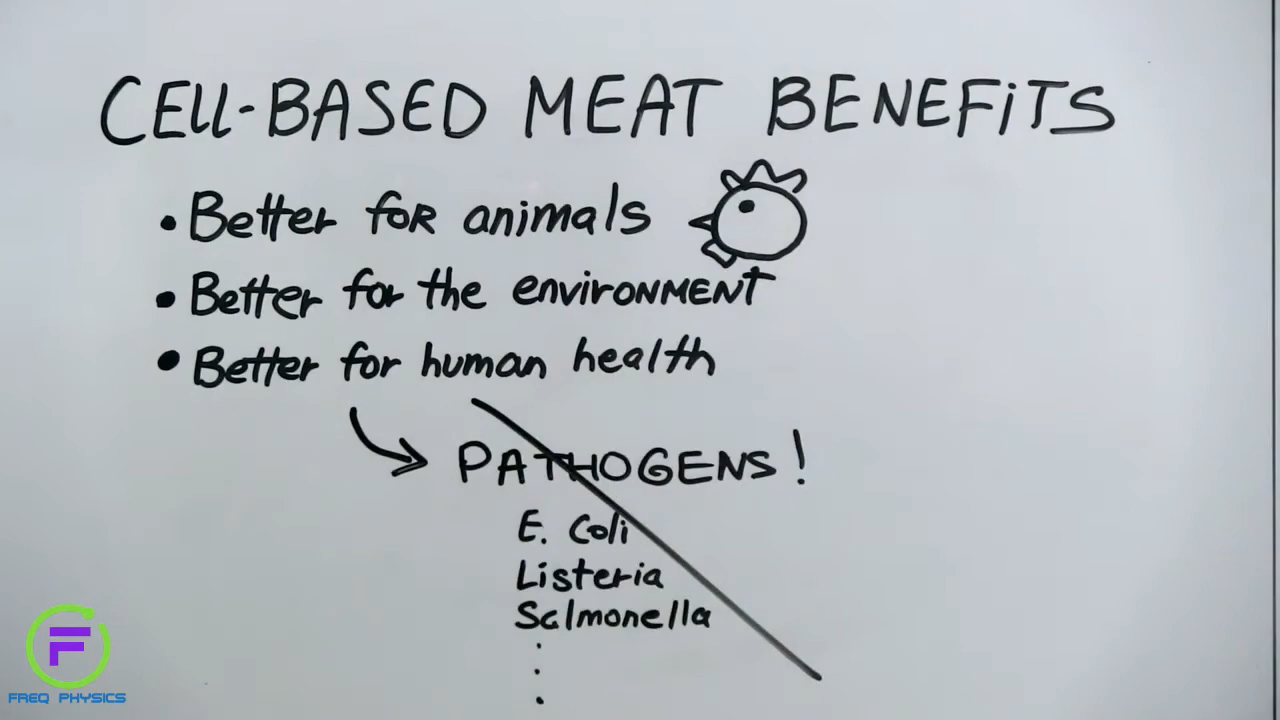 CELL-BASED MEAT BENEFiTS
• Better foR animals
• Better for the enviRONMENT
• Better for human health
PATHOGENS!
E. Coli
Listeria
Salmonella
FREQ PHYSICS